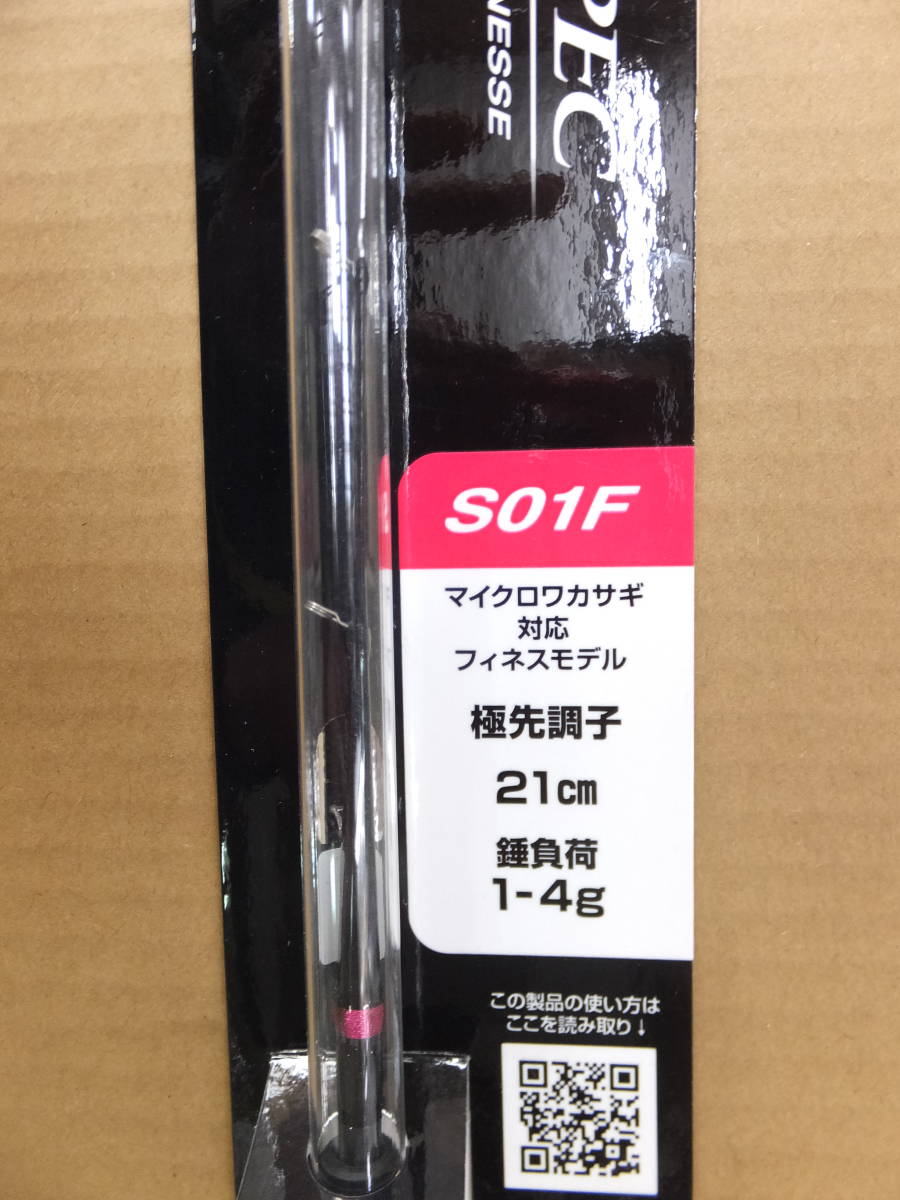 PEC
NESSE
S01F
マイクロワカサギ
対応
フィネスモデル
極先調子
21cm
錘負荷
1-4g
この製品の使い方は
ここを読み取り↓